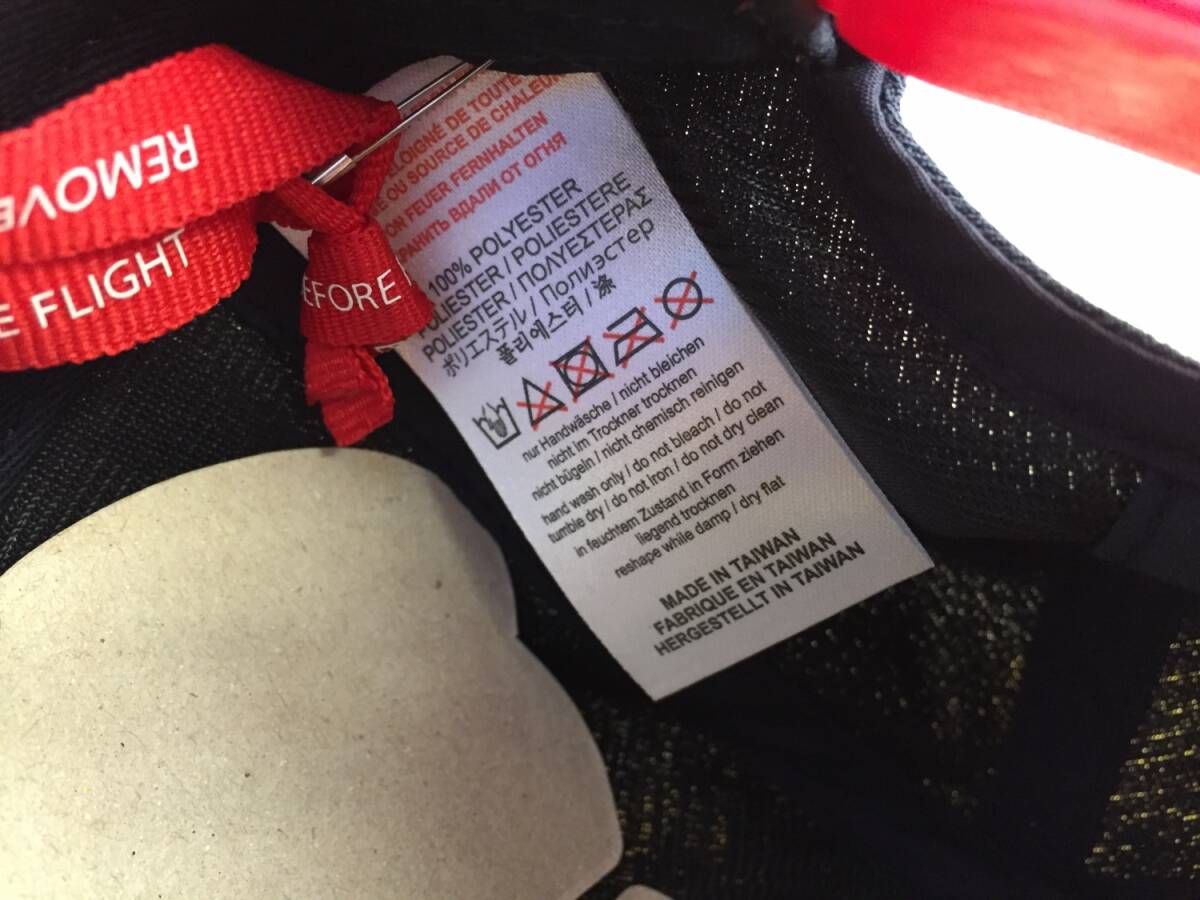 REMOVE
E FLIGHT
EFORE
LOIGNÉ DE TOUTE
E OU SOURCE DE CHALEUR
ON FEUER FERNHALTEN
РАНИТЬ ВДАЛИ ОТ ОГНЯ
100% POLYESTER
POLIESTER / POLIESTERE
POLIESTER / ΠΟΛΥΕΣΤΕΡΑΣ
ポリエステル / Полиэстер
폴리에스터 / 涤
nur Handwäsche / nicht bleichen
nicht im Trockner trocknen
nicht bügeln / nicht chemisch reinigen
hand wash only / do not bleach / do not
tumble dry / do not iron / do not dry clean
in feuchtem Zustand in Form ziehen
liegend trocknen
reshape while damp / dry flat
MADE IN TAIWAN
FABRIQUE EN TAIWAN
HERGESTELLT IN TAIWAN